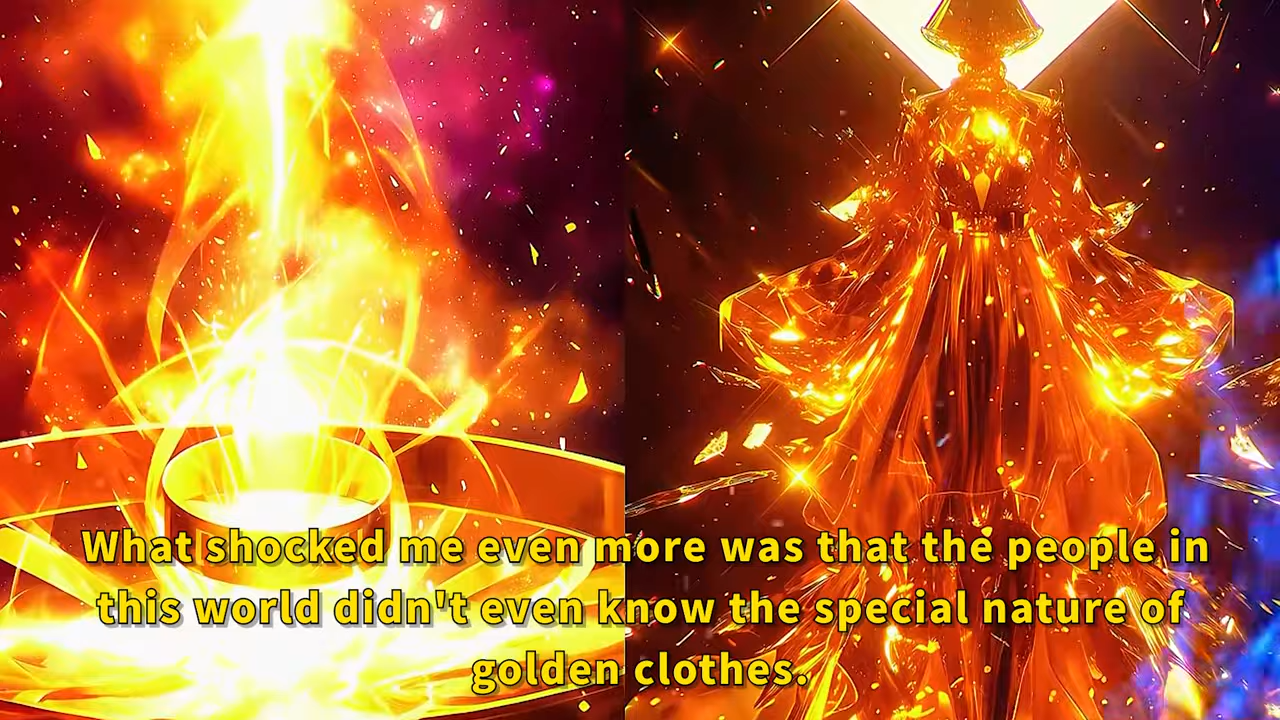 What shocked me even more was that the people in
this world didn't even know the special nature of
golden clothes.